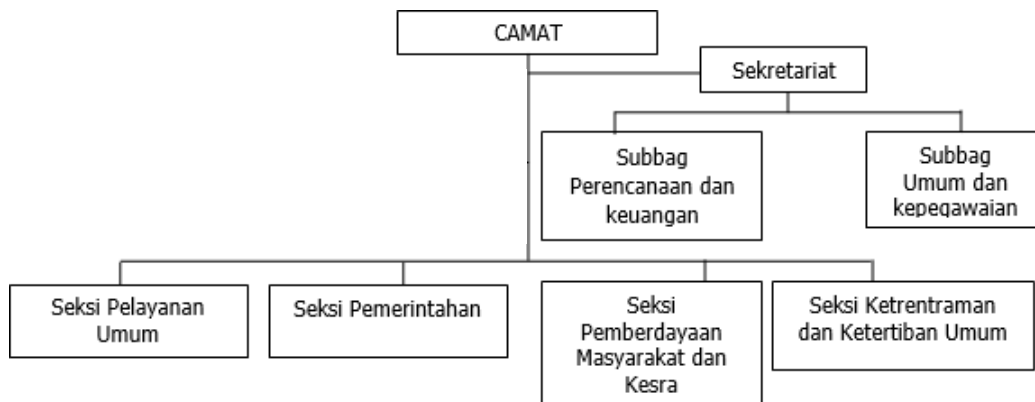 CAMAT
Sekretariat
Subbag
Perencanaan dan
keuangan
Subbag
Umum dan
kepegawaian
Seksi Pelayanan
Umum
Seksi Pemerintahan
Seksi
Pemberdayaan
Masyarakat dan
Kesra
Seksi Ketrentraman
dan Ketertiban Umum